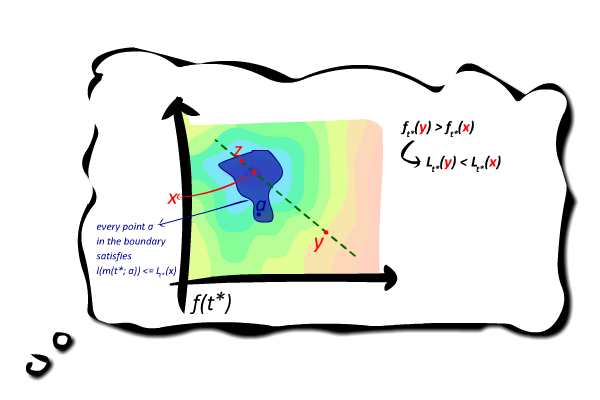 f_t*(y) > f_t*(x)
L_t*(y) < L_t*(x)
z
x
a
y
every point a
in the boundary
satisfies
l(m(t*; a)) <= L_t*(x)
f(t*)